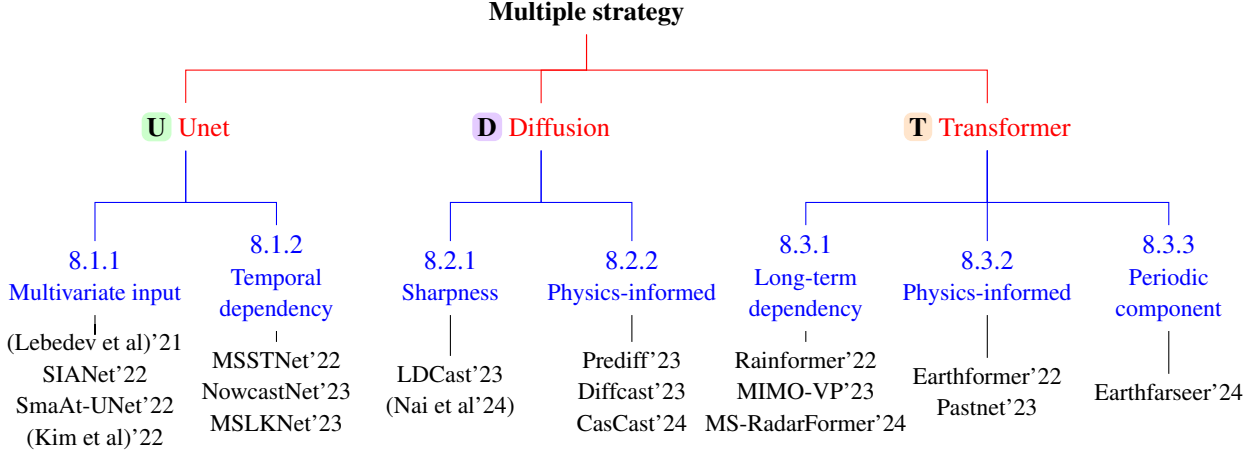 Multiple strategy
U Unet
D Diffusion
T Transformer
8.1.1
Multivariate input
(Lebedev et al)’21
SIANet’22
SmaAt-UNet’22
(Kim et al)’22
8.1.2
Temporal
dependency
MSSTNet’22
NowcastNet’23
MSLKNet’23
8.2.1
Sharpness
LDCast’23
(Nai et al’24)
8.2.2
Physics-informed
Prediff’23
Diffcast’23
CasCast’24
8.3.1
Long-term
dependency
Rainformer’22
MIMO-VP’23
MS-RadarFormer’24
8.3.2
Physics-informed
Earthformer’22
Pastnet’23
8.3.3
Periodic
component
Earthfarseer’24